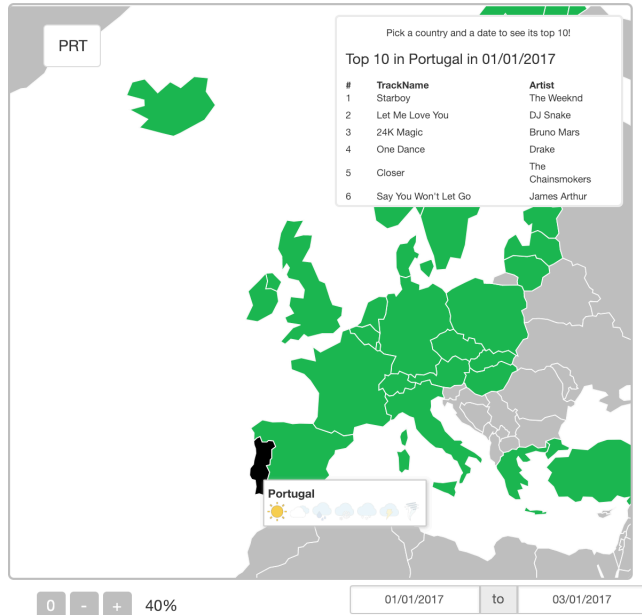 PRT
Pick a country and a date to see its top 10!
Top 10 in Portugal in 01/01/2017
# TrackName Artist
1 Starboy The Weeknd
2 Let Me Love You DJ Snake
3 24K Magic Bruno Mars
4 One Dance Drake
5 Closer The
Chainsmokers
6 Say You Won't Let Go James Arthur
Portugal
0 - + 40%
01/01/2017 to 03/01/2017